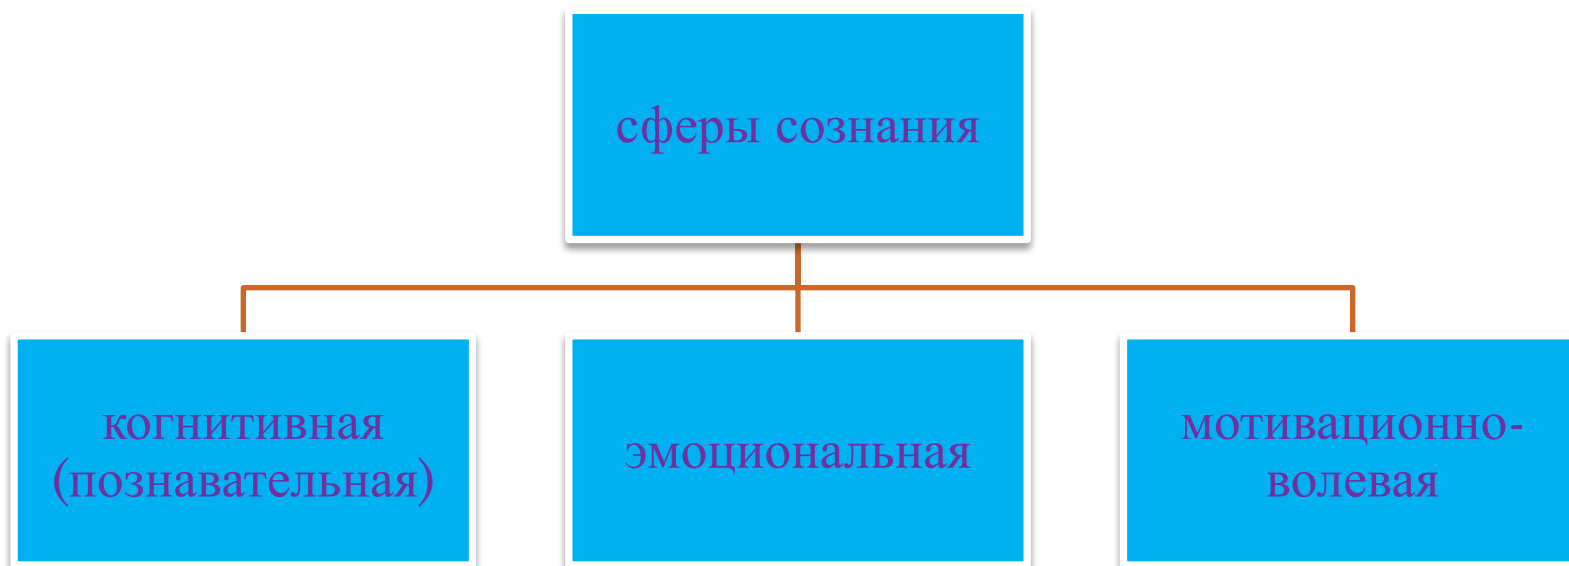 сферы сознания
когнитивная
(познавательная)
эмоциональная
мотивационно-
волевая